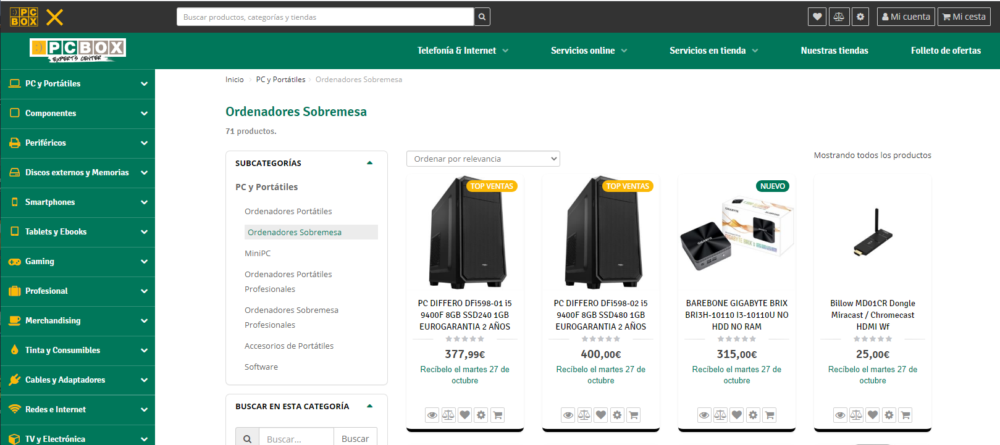 :) PC
BOX
Buscar productos, categorías y tiendas
Mi cuenta
Mi cesta
:) PCBOX
EXPERT'S CENTER
Telefonía & Internet
Servicios online
Servicios en tienda
Nuestras tiendas
Folleto de ofertas
PC y Portátiles
Componentes
Periféricos
Discos externos y Memorias
Smartphones
Tablets y Ebooks
Gaming
Profesional
Merchandising
Tinta y Consumibles
Cables y Adaptadores
Redes e Internet
TV y Electrónica
Inicio › PC y Portátiles › Ordenadores Sobremesa
Ordenadores Sobremesa
71 productos.
SUBCATEGORÍAS
PC y Portátiles
Ordenadores Portátiles
Ordenadores Sobremesa
MiniPC
Ordenadores Portátiles
Profesionales
Ordenadores Sobremesa
Profesionales
Accesorios de Portátiles
Software
BUSCAR EN ESTA CATEGORÍA
Buscar...
Buscar
Ordenar por relevancia
Mostrando todos los productos
TOP VENTAS
PC DIFFERO DFi598-01 i5
9400F 8GB SSD240 1GB
EUROGARANTIA 2 AÑOS
377,99€
Recíbelo el martes 27 de
octubre
TOP VENTAS
PC DIFFERO DFi598-02 i5
9400F 8GB SSD480 1GB
EUROGARANTIA 2 AÑOS
400,00€
Recíbelo el martes 27 de
octubre
NUEVO
GIGABYTE
GIGABYTE
GIGABYTE BRIX S
BAREBONE GIGABYTE BRIX
BRI3H-10110 I3-10110U NO
HDD NO RAM
315,00€
Recíbelo el martes 27 de
octubre
Billow MD01CR Dongle
Miracast / Chromecast
HDMI Wf
25,00€
Recíbelo el martes 27 de
octubre